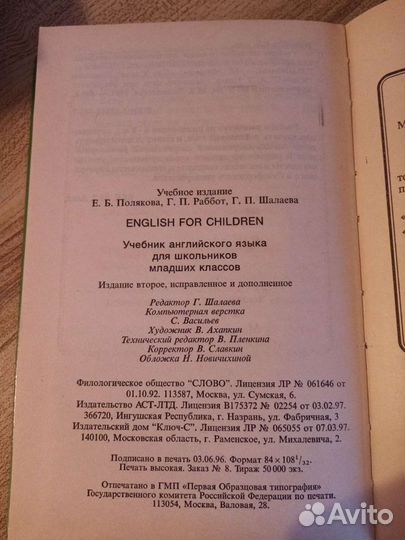 Учебное издание
Е. Б. Полякова, Г. П. Раббот, Г. П. Шалаева
ENGLISH FOR CHILDREN
Учебник английского языка
для школьников
младших классов
Издание второе, исправленное и дополненное
Редактор Г. Шалаева
Компьютерная верстка
С. Васильев
Художник В. Ахапкин
Технический редактор В. Пленкина
Корректор В. Славкин
Обложка Н. Новичихиной
Филологическое общество "СЛОВО". Лицензия ЛР № 061646 от
01.10.92. 113587, Москва, ул. Сумская, 6.
Издательство АСТ-ЛТД. Лицензия В175372 № 02254 от 03.02.97.
366720, Ингушская Республика, г. Назрань, ул. Фабричная, 3
Издательский дом "Ключ-С". Лицензия ЛР № 065055 от 07.03.97.
140100, Московская область, г. Раменское, ул. Михалевича, 2.
Подписано в печать 03.06.96. Формат 84 × 108 1/32.
Печать высокая. Заказ № 8. Тираж 50 000 экз.
Отпечатано в ГМП «Первая Образцовая типография»
Государственного комитета Российской Федерации по печати.
113054, Москва, Валовая, 28.
М
то
п
Avito